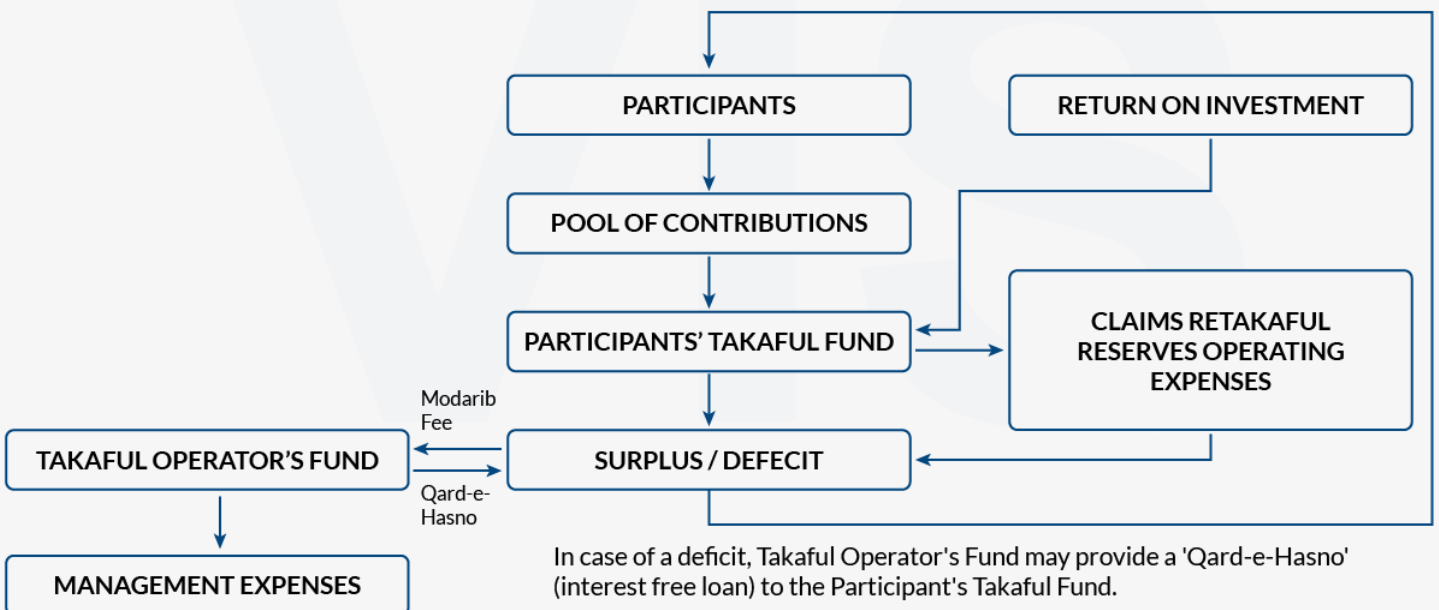 PARTICIPANTS
RETURN ON INVESTMENT
POOL OF CONTRIBUTIONS
PARTICIPANTS’ TAKAFUL FUND
CLAIMS RETAKAFUL
RESERVES OPERATING
EXPENSES
Modarib
Fee
TAKAFUL OPERATOR’S FUND
SURPLUS / DEFECIT
Qard-e-
Hasno
MANAGEMENT EXPENSES
In case of a deficit, Takaful Operator's Fund may provide a 'Qard-e-Hasno'
(interest free loan) to the Participant's Takaful Fund.